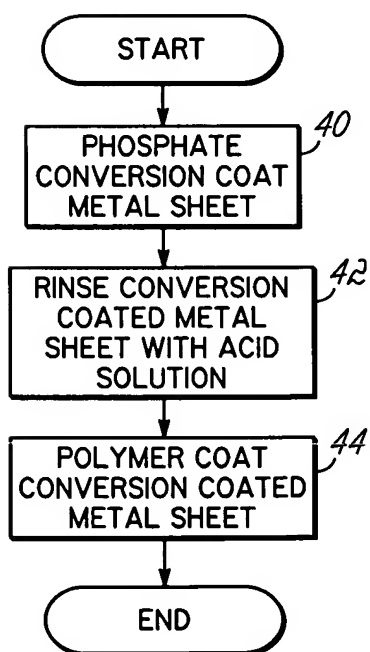 START
40
PHOSPHATE
CONVERSION COAT
METAL SHEET
42
RINSE CONVERSION
COATED METAL
SHEET WITH ACID
SOLUTION
44
POLYMER COAT
CONVERSION COATED
METAL SHEET
END